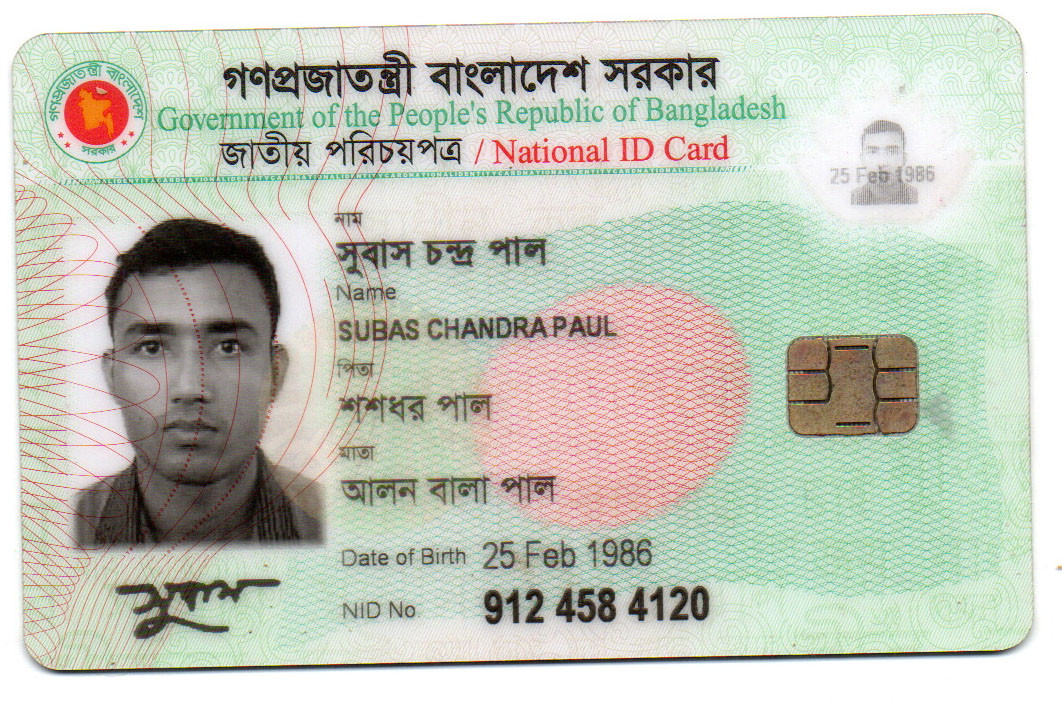 গণপ্রজাতন্ত্রী বাংলাদেশ সরকার
Government of the People's Republic of Bangladesh
জাতীয় পরিচয়পত্র / National ID Card
গণপ্রজাতন্ত্রী বাংলাদেশ
সরকার
25 Feb 1986
নাম
সুবাস চন্দ্র পাল
Name
SUBAS CHANDRA PAUL
পিতা
শশধর পাল
মাতা
আলন বালা পাল
Date of Birth 25 Feb 1986
NID No. 912 458 4120
সুবাস